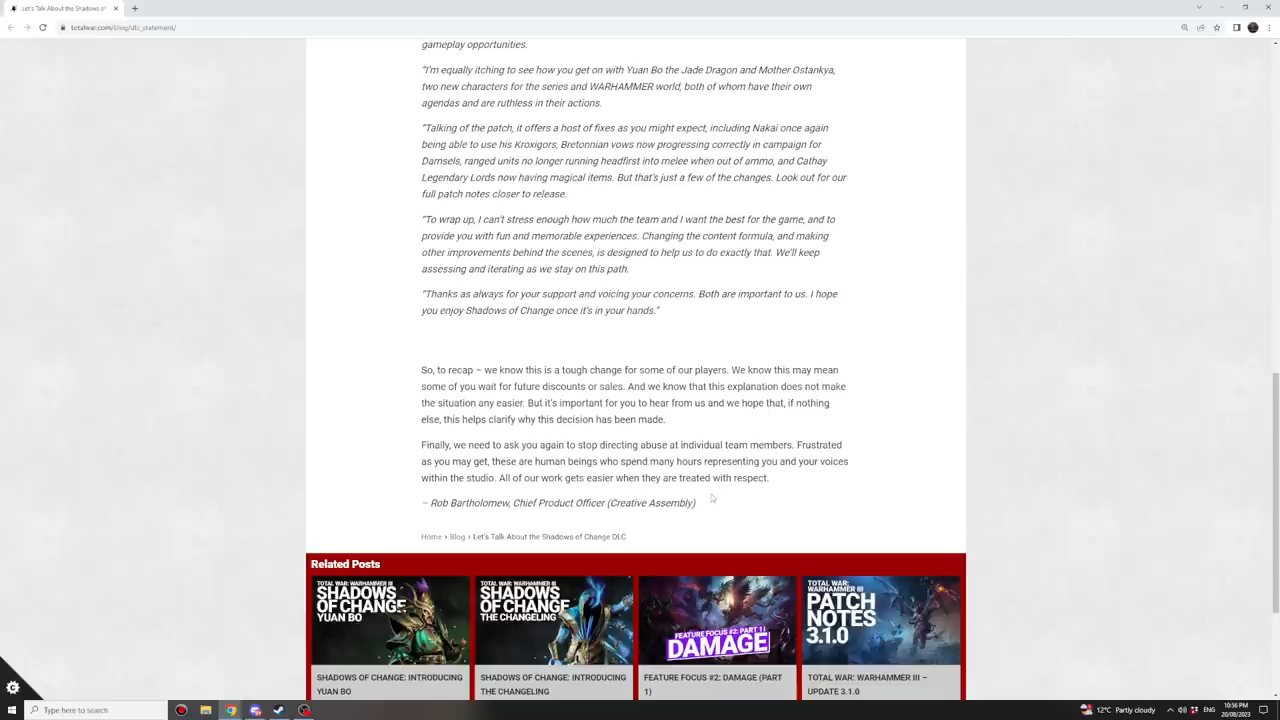 Let's Talk About the Shadows of
totalwar.com/blog/dlc_statement/
gameplay opportunities.
"I'm equally itching to see how you get on with Yuan Bo the Jade Dragon and Mother Ostankya,
two new characters for the series and WARHAMMER world, both of whom have their own
agendas and are ruthless in their actions.
"Talking of the patch, it offers a host of fixes as you might expect, including Nakai once again
being able to use his Kroxigors, Bretonnian vows now progressing correctly in campaign for
Damsels, ranged units no longer running headfirst into melee when out of ammo, and Cathay
Legendary Lords now having magical items. But that's just a few of the changes. Look out for our
full patch notes closer to release.
"To wrap up, I can't stress enough how much the team and I want the best for the game, and to
provide you with fun and memorable experiences. Changing the content formula, and making
other improvements behind the scenes, is designed to help us to do exactly that. We'll keep
assessing and iterating as we stay on this path.
"Thanks as always for your support and voicing your concerns. Both are important to us. I hope
you enjoy Shadows of Change once it's in your hands."
So, to recap – we know this is a tough change for some of our players. We know this may mean
some of you wait for future discounts or sales. And we know that this explanation does not make
the situation any easier. But it's important for you to hear from us and we hope that, if nothing
else, this helps clarify why this decision has been made.
Finally, we need to ask you again to stop directing abuse at individual team members. Frustrated
as you may get, these are human beings who spend many hours representing you and your voices
within the studio. All of our work gets easier when they are treated with respect.
– Rob Bartholomew, Chief Product Officer (Creative Assembly)
Home › Blog › Let's Talk About the Shadows of Change DLC
Related Posts
TOTAL WAR: WARHAMMER III
SHADOWS
OF CHANGE
YUAN BO
TOTAL WAR: WARHAMMER III
SHADOWS
OF CHANGE
THE CHANGELING
FEATURE FOCUS #2: PART 1
DAMAGE
TOTAL WAR:
WARHAMMER III
PATCH
NOTES
3.1.0
SHADOWS OF CHANGE: INTRODUCING
YUAN BO
SHADOWS OF CHANGE: INTRODUCING
THE CHANGELING
FEATURE FOCUS #2: DAMAGE (PART
1)
TOTAL WAR: WARHAMMER III –
UPDATE 3.1.0
Type here to search
12°C Partly cloudy
ENG
10:56 PM
20/08/2023